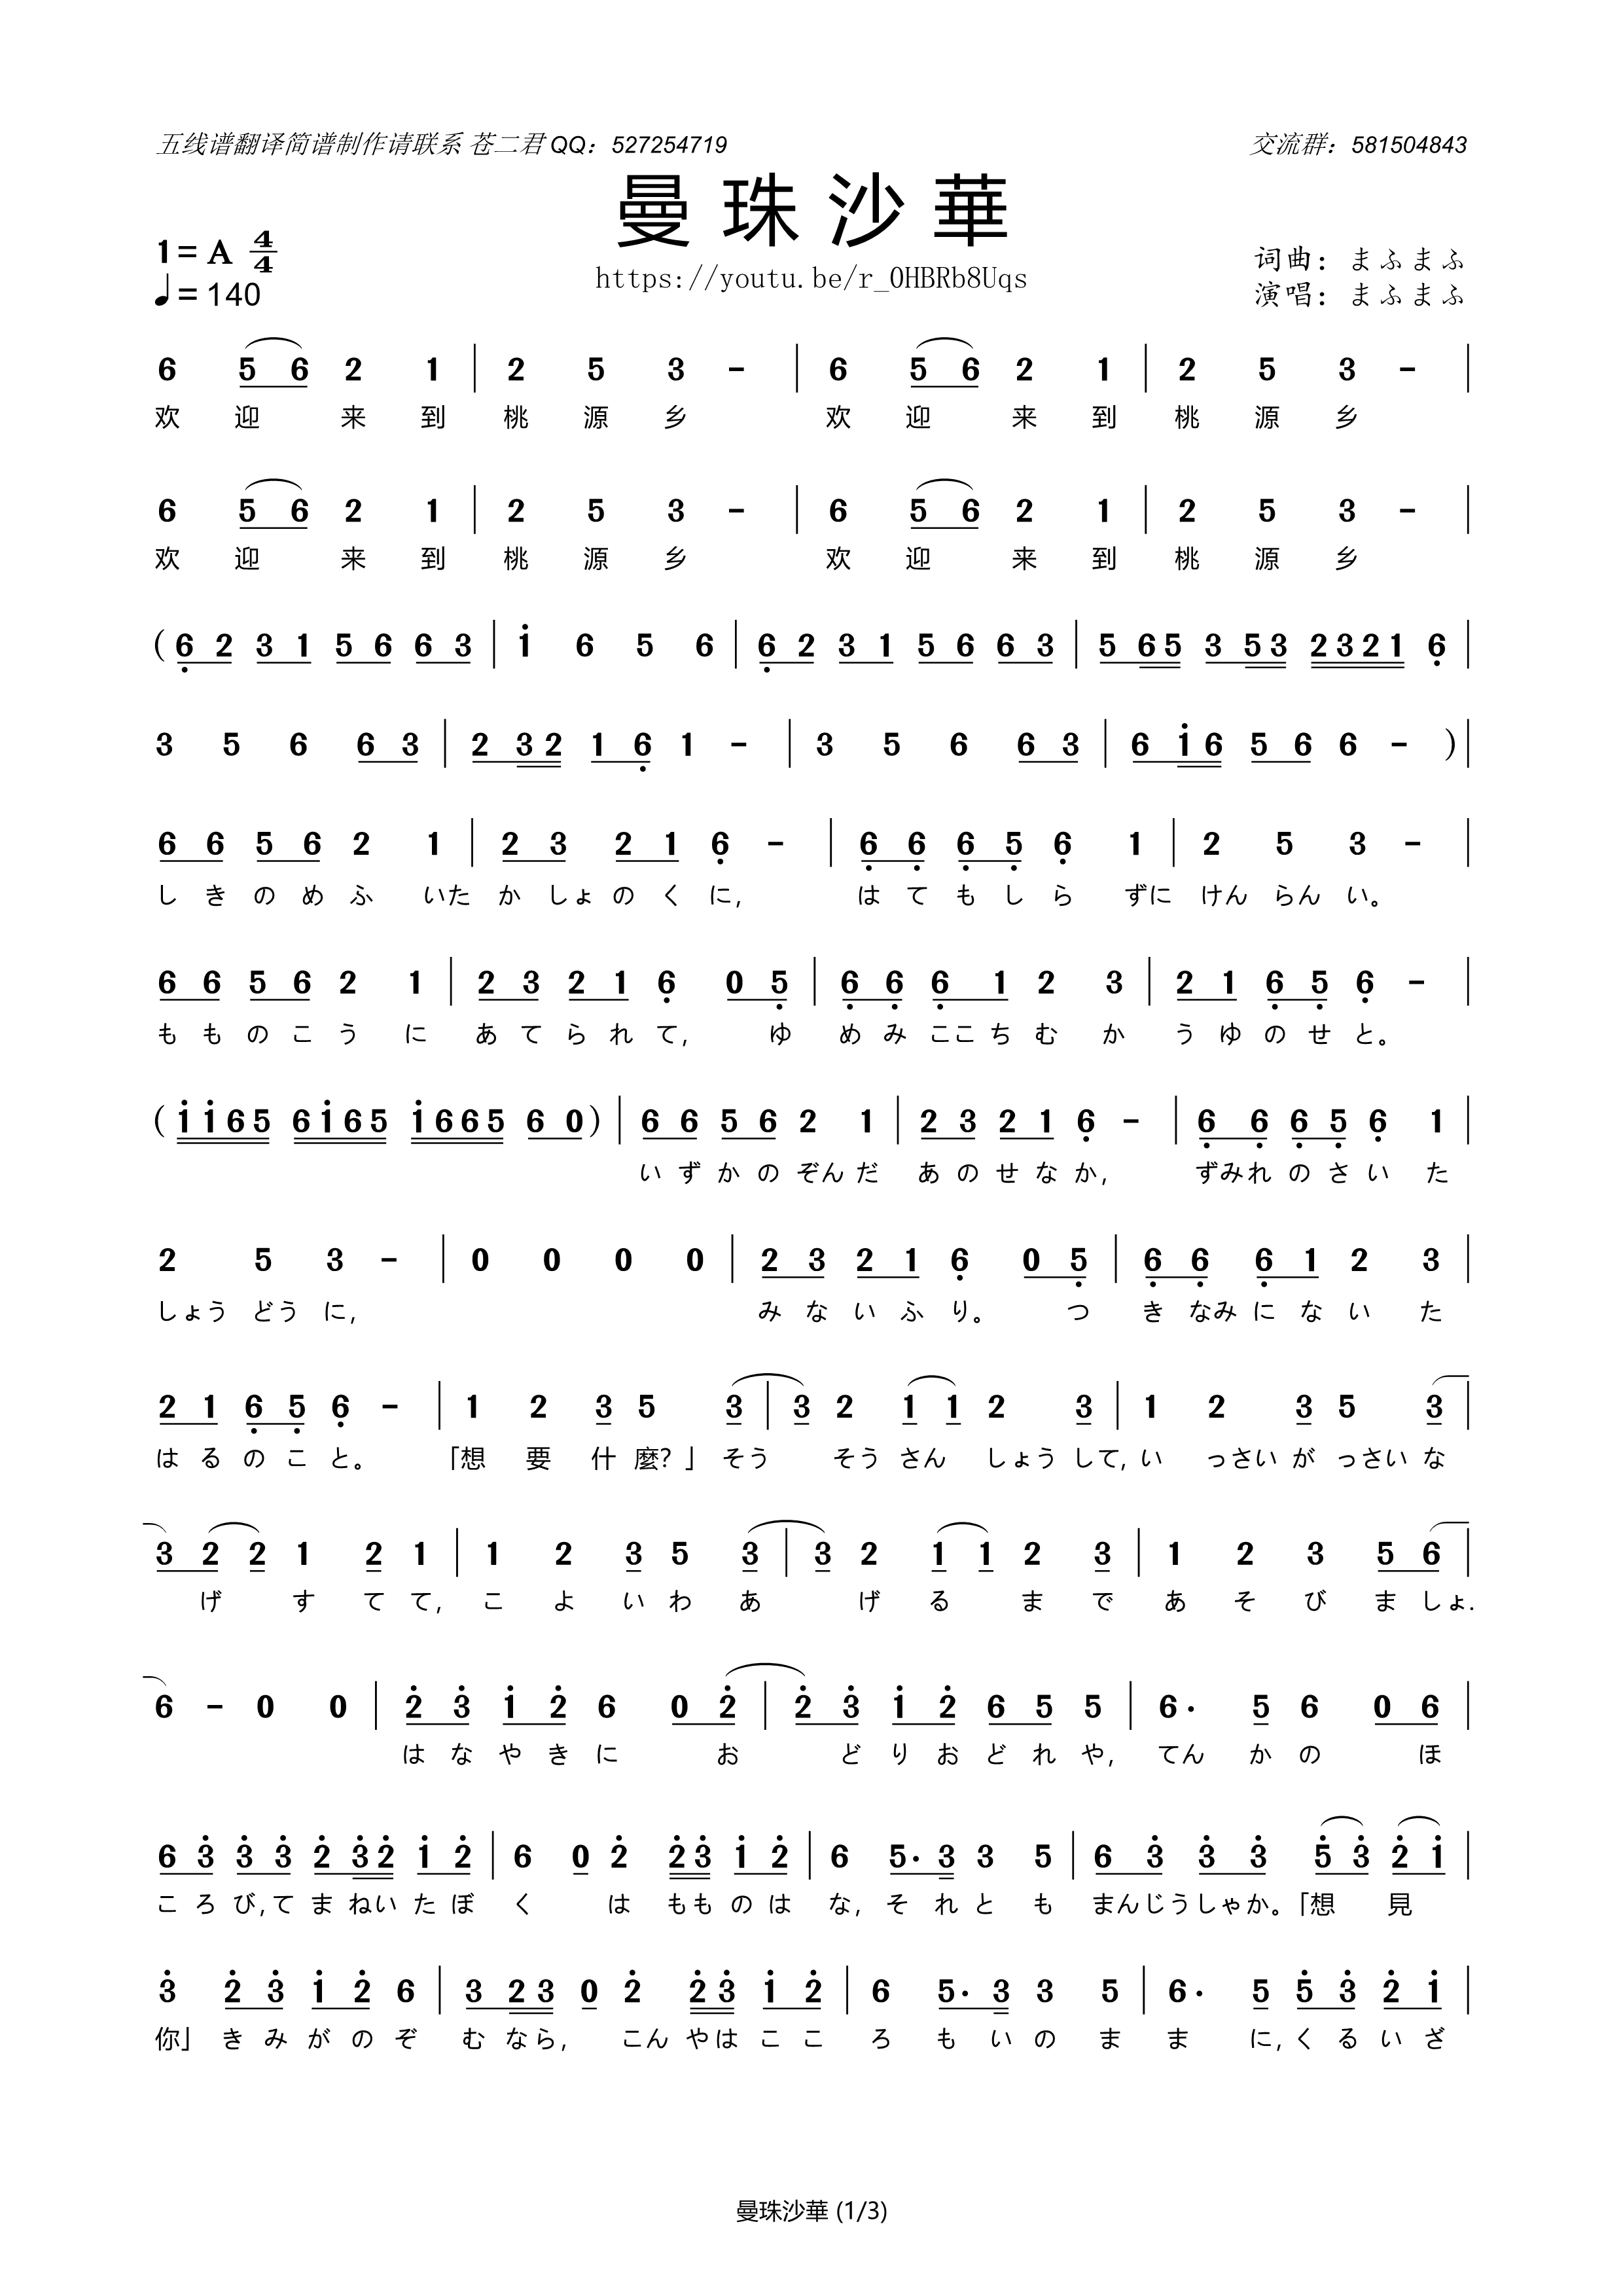 五线谱翻译简谱制作请联系 苍二君 QQ：527254719 交流群：581504843
曼珠沙華
https://youtu.be/r_OHBRb8Uqs
1= A 4/4
♩= 140
词曲：まふまふ
演唱：まふまふ
6 5 6 2 1 | 2 5 3 - | 6 5 6 2 1 | 2 5 3 - |
欢 迎 来 到 桃 源 乡 欢 迎 来 到 桃 源 乡
6 5 6 2 1 | 2 5 3 - | 6 5 6 2 1 | 2 5 3 - |
欢 迎 来 到 桃 源 乡 欢 迎 来 到 桃 源 乡
( 6 2 3 1 5 6 6 3 | 1 6 5 6 | 6 2 3 1 5 6 6 3 | 5 6 5 3 5 3 2 3 2 1 6 |
3 5 6 6 3 | 2 3 2 1 6 1 - | 3 5 6 6 3 | 6 1 6 5 6 6 - ) |
6 6 5 6 2 1 | 2 3 2 1 6 - | 6 6 6 5 6 1 | 2 5 3 - |
し き の め ふ いた か しょ の く に, は て も し ら ずに けん らん い。
6 6 5 6 2 1 | 2 3 2 1 6 0 5 | 6 6 6 1 2 3 | 2 1 6 5 6 - |
も も の こ う に あ て ら れ て, ゆ め み ここ ち む か う ゆ の せ と。
( 1 1 6 5 6 1 6 5 1 6 6 5 6 0 ) | 6 6 5 6 2 1 | 2 3 2 1 6 - | 6 6 6 5 6 1 |
い ず か の ぞん だ あ の せ な か, ずみ れ の さ い た
2 5 3 - | 0 0 0 0 | 2 3 2 1 6 0 5 | 6 6 6 1 2 3 |
しょう どう に, み な い ふ り。 つ き なみ に な い た
2 1 6 5 6 - | 1 2 3 5 3 | 3 2 1 1 2 3 | 1 2 3 5 3 |
は る の こ と。 「想 要 什 麼？」 そう そう さん しょう して, い っさい が っさい な
3 2 2 1 2 1 | 1 2 3 5 3 | 3 2 1 1 2 3 | 1 2 3 5 6 |
げ す て て, こ よ い わ あ げ る ま で あ そ び ま しょ.
6 - 0 0 | 2 3 1 2 6 0 2 | 2 3 1 2 6 5 5 | 6· 5 6 0 6 |
は な や き に お ど り お ど れ や, てん か の ほ
6 3 3 3 2 3 2 1 2 | 6 0 2 2 3 1 2 | 6 5· 3 3 5 | 6 3 3 3 5 3 2 1 |
こ ろ び, て ま ねい た ぼ く は もも の は な, そ れ と も まんじうしゃか。「想 見
3 2 3 1 2 6 | 3 2 3 0 2 2 3 1 2 | 6 5· 3 3 5 | 6· 5 5 3 2 1 |
你」 き み が の ぞ む なら, こん やは こ こ ろ も い の ま ま に, く る い ざ
曼珠沙華 (1/3)